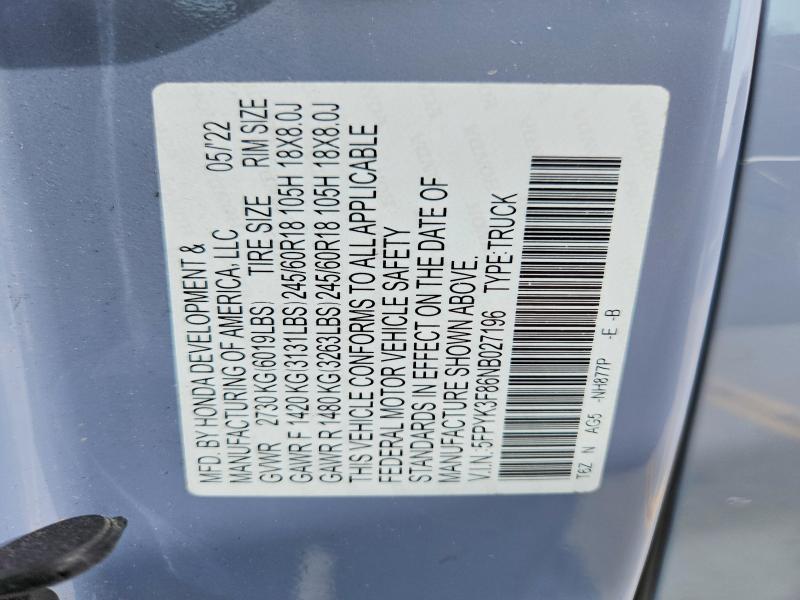 MFD. BY HONDA DEVELOPMENT &
MANUFACTURING OF AMERICA, LLC 05/'22
GVWR 2730 KG(6019LBS) TIRE SIZE RIM SIZE
GAWR F 1420 KG(3131LBS) 245/60R18 105H 18X8.0J
GAWR R 1480 KG(3263LBS) 245/60R18 105H 18X8.0J
THIS VEHICLE CONFORMS TO ALL APPLICABLE
FEDERAL MOTOR VEHICLE SAFETY
STANDARDS IN EFFECT ON THE DATE OF
MANUFACTURE SHOWN ABOVE.
V.I.N.:5FPYK3F86NB027196 TYPE:TRUCK
T6Z N AG5 -NH877P -E -B